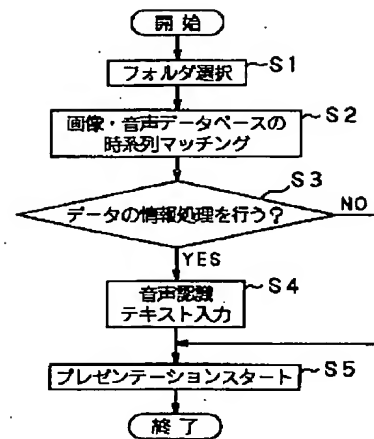 開始
フォルダ選択
S1
画像・音声データベースの
時系列マッチング
S2
データの情報処理を行う?
S3
NO
YES
音声認識
テキスト入力
S4
プレゼンテーションスタート
S5
終了